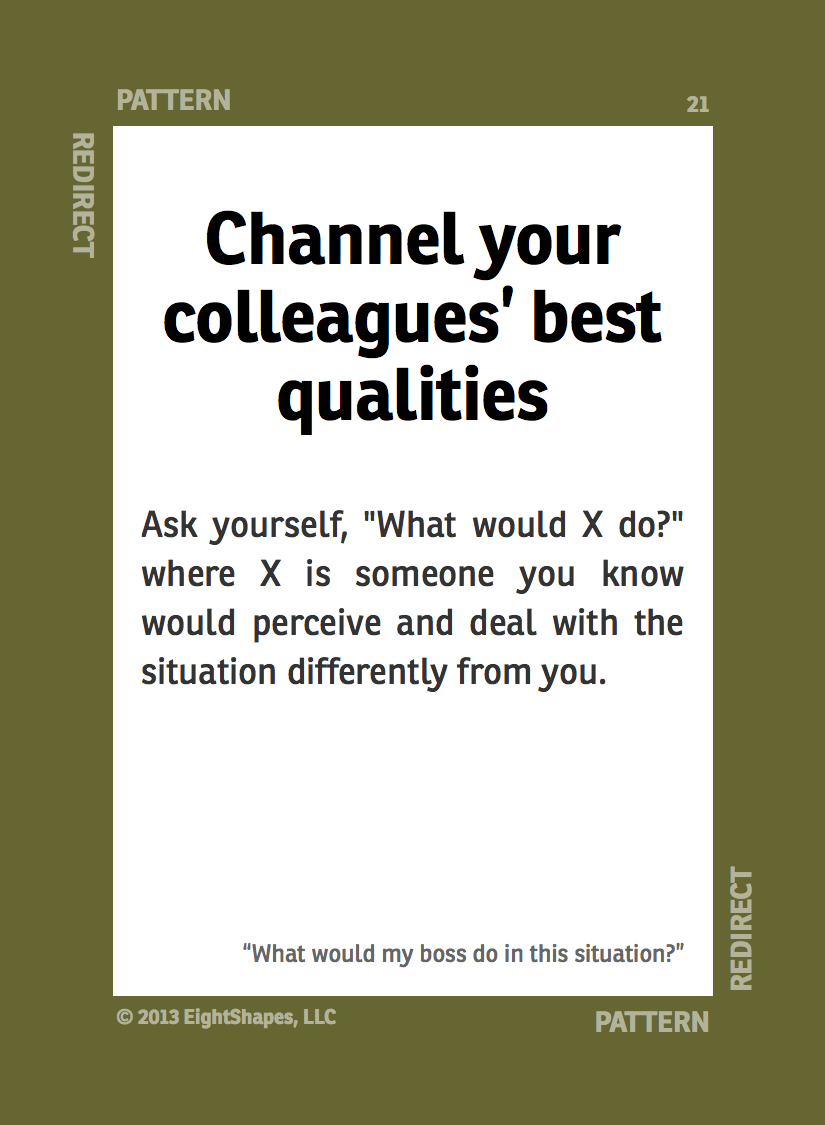 PATTERN
21
REDIRECT
Channel your
colleagues' best
qualities
Ask yourself, "What would X do?"
where X is someone you know
would perceive and deal with the
situation differently from you.
“What would my boss do in this situation?”
REDIRECT
© 2013 EightShapes, LLC
PATTERN